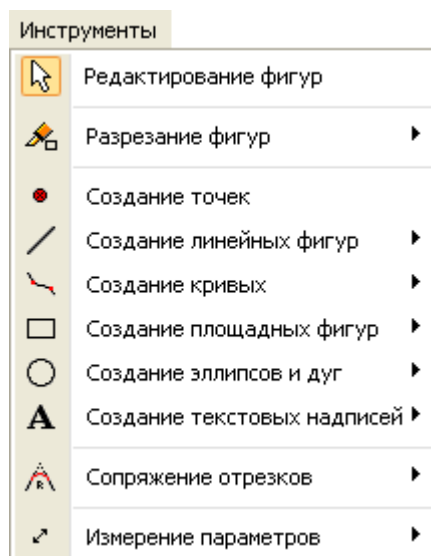 Инструменты
Редактирование фигур
Разрезание фигур
Создание точек
Создание линейных фигур
Создание кривых
Создание площадных фигур
Создание эллипсов и дуг
A Создание текстовых надписей
R Сопряжение отрезков
Измерение параметров